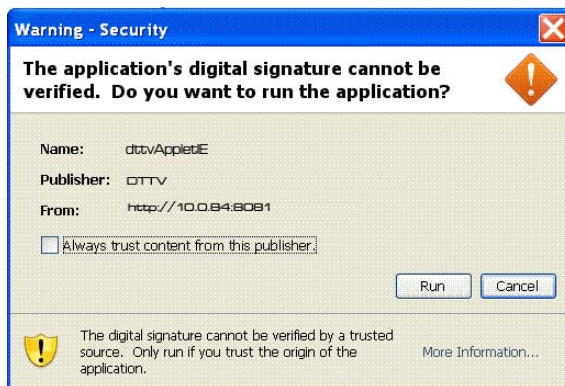 Warning - Security
The application's digital signature cannot be
verified. Do you want to run the application?
Name: dttvAppletIE
Publisher: DTTV
From: http://10.0.84:8081
Always trust content from this publisher.
Run Cancel
The digital signature cannot be verified by a trusted
source. Only run if you trust the origin of the
application.
More Information...